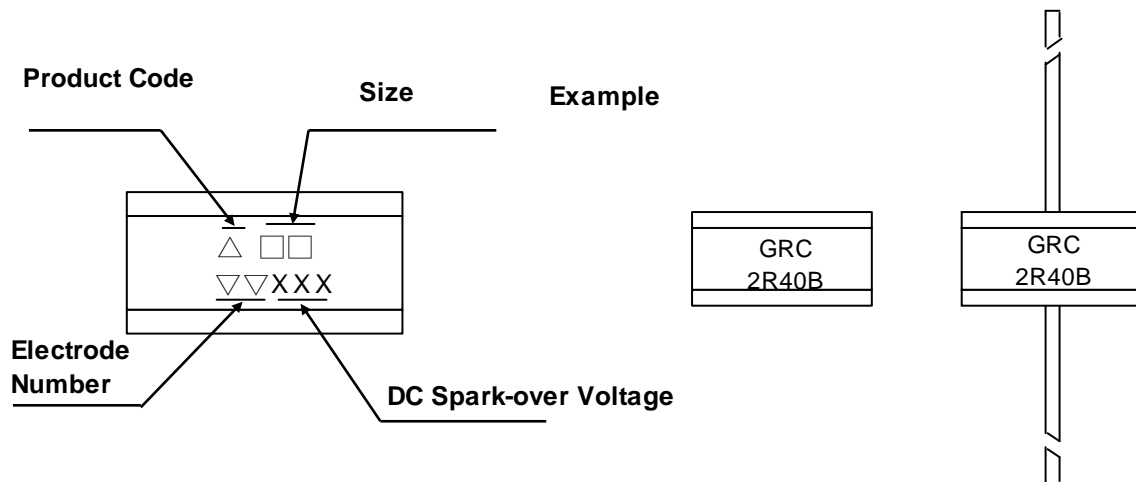 Product Code
Size
Example
△ □□
▽▽XXX
Electrode
Number
DC Spark-over Voltage
GRC
2R40B
GRC
2R40B